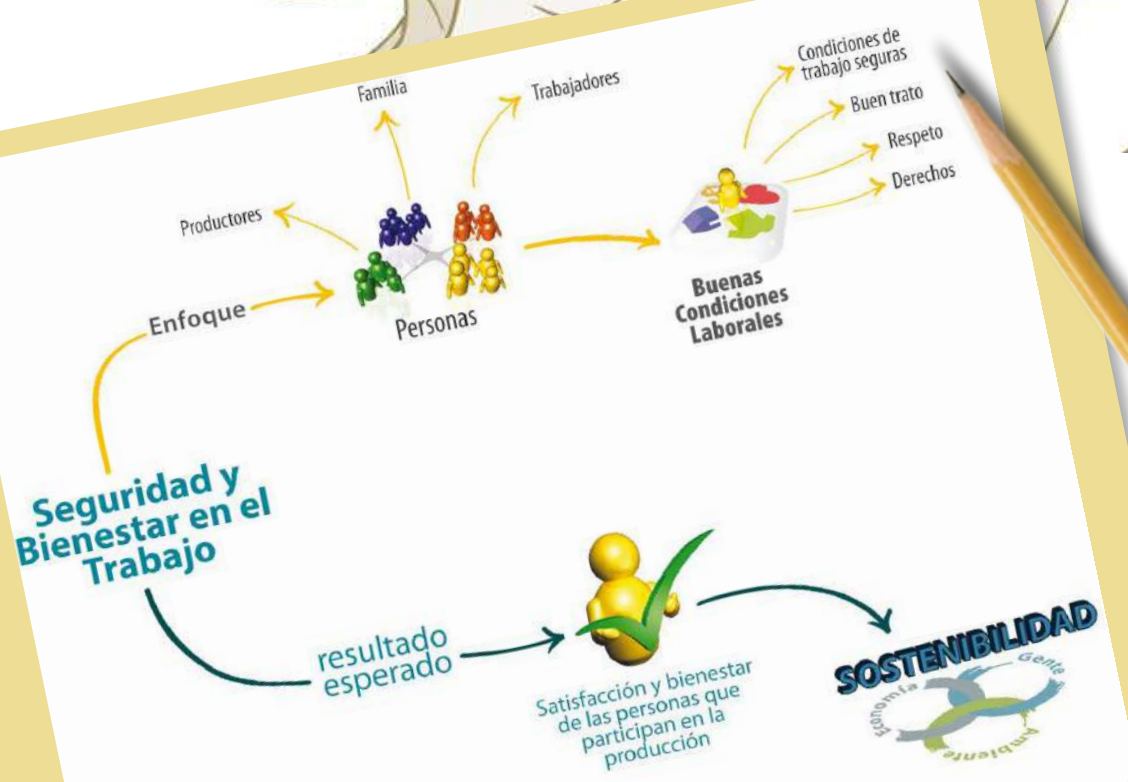 Condiciones de
trabajo seguras
Familia
Trabajadores
Buen trato
Respeto
Derechos
Productores
Enfoque
Personas
Buenas
Condiciones
Laborales
Seguridad y
Bienestar en el
Trabajo
resultado
esperado
Satisfacción y bienestar
de las personas que
participan en la
producción
SOSTENIBILIDAD
Economía
Gente
Ambiente